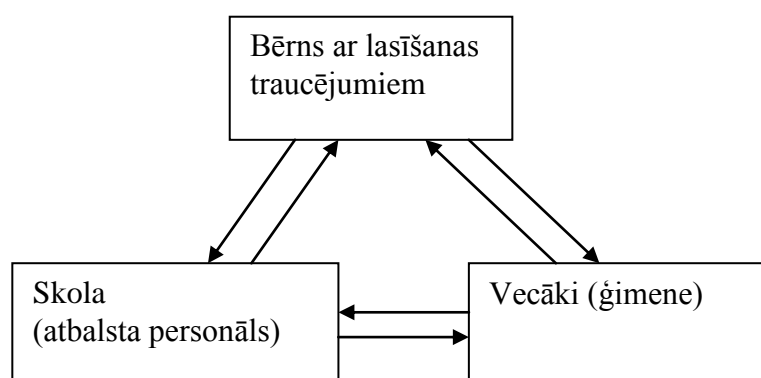 Bērns ar lasīšanas
traucējumiem
Skola
(atbalsta personāls)
Vecāki (ģimene)